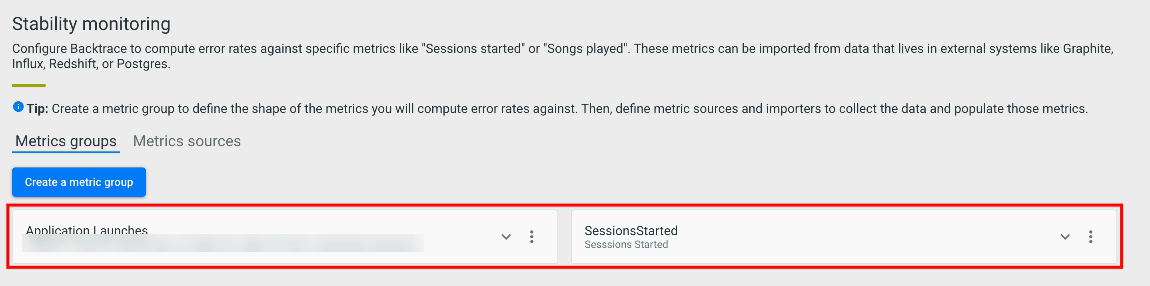 Stability monitoring
Configure Backtrace to compute error rates against specific metrics like "Sessions started" or "Songs played". These metrics can be imported from data that lives in external systems like Graphite,
Influx, Redshift, or Postgres.
Tip: Create a metric group to define the shape of the metrics you will compute error rates against. Then, define metric sources and importers to collect the data and populate those metrics.
Metrics groups Metrics sources
Create a metric group
Application Launches
SessionsStarted
Sesssions Started